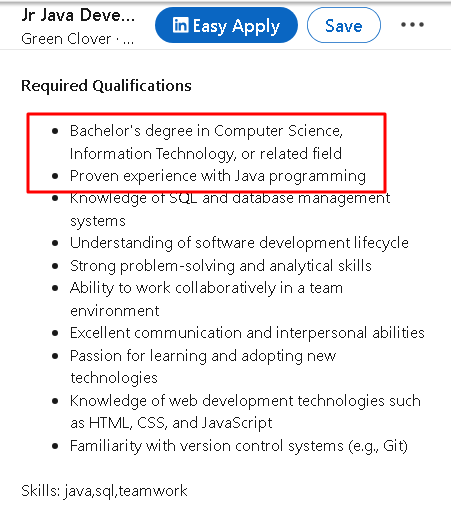 Jr Java Deve...
Green Clover · ...
in Easy Apply
Save
Required Qualifications
• Bachelor's degree in Computer Science,
Information Technology, or related field
• Proven experience with Java programming
• Knowledge of SQL and database management
systems
• Understanding of software development lifecycle
• Strong problem-solving and analytical skills
• Ability to work collaboratively in a team
environment
• Excellent communication and interpersonal abilities
• Passion for learning and adopting new
technologies
• Knowledge of web development technologies such
as HTML, CSS, and JavaScript
• Familiarity with version control systems (e.g., Git)
Skills: java,sql,teamwork